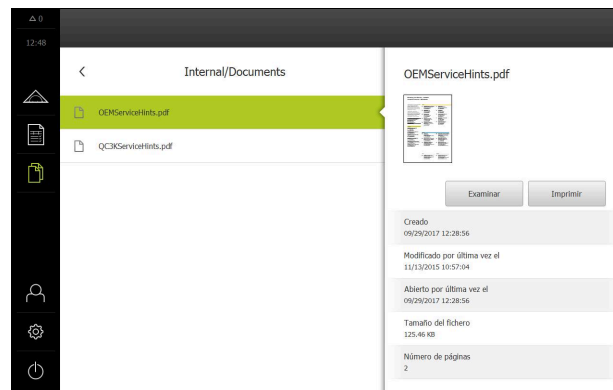 0
12:48
Internal/Documents
OEMServiceHints.pdf
QC3KServiceHints.pdf
OEMServiceHints.pdf
Examinar
Imprimir
Creado
09/29/2017 12:28:56
Modificado por última vez el
11/13/2015 10:57:04
Abierto por última vez el
09/29/2017 12:28:56
Tamaño del fichero
125.46 KB
Número de páginas
2